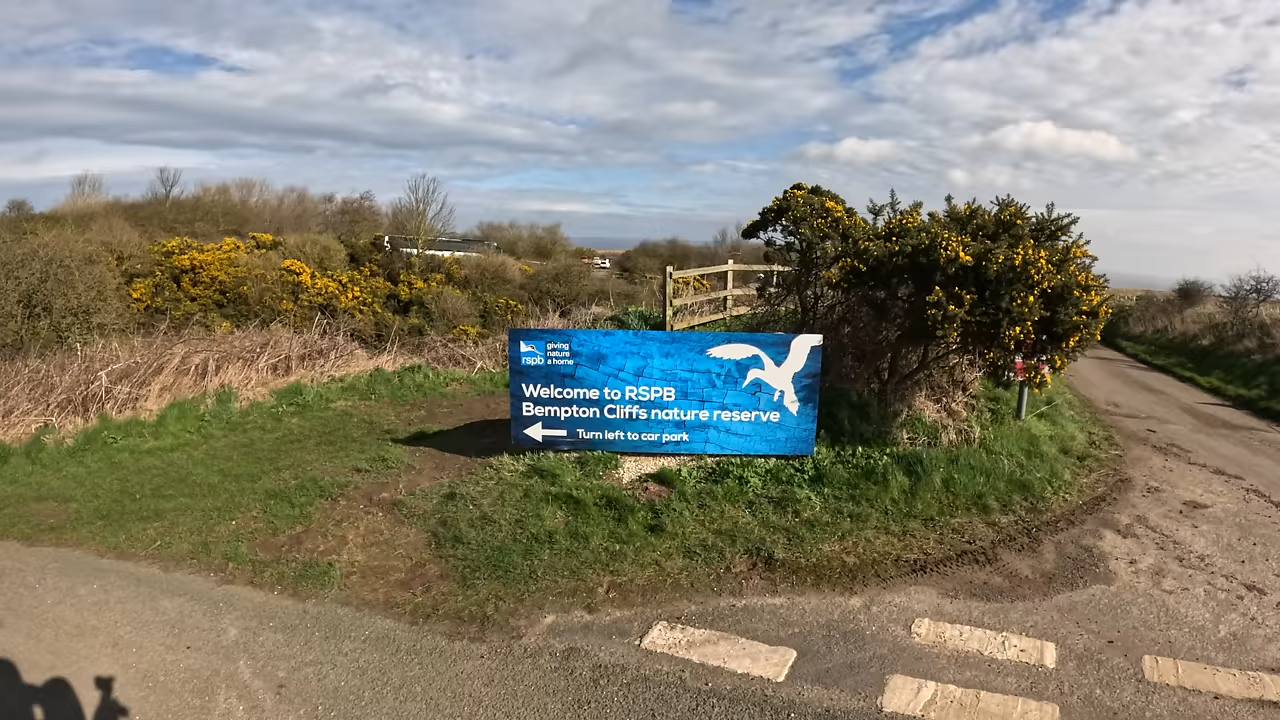 rspb
giving
nature
a home
Welcome to RSPB
Bempton Cliffs nature reserve
Turn left to car park